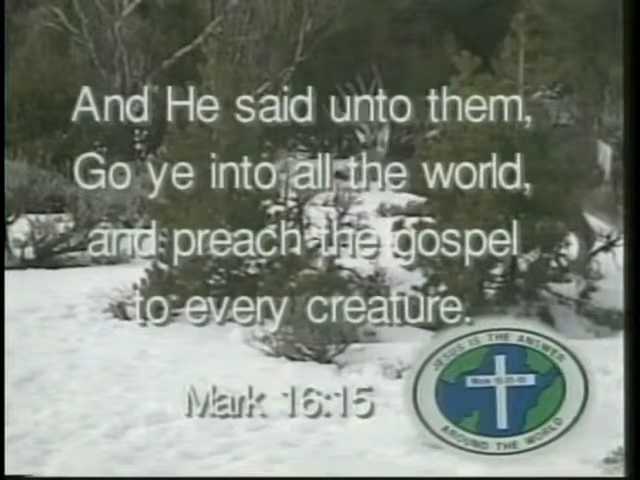 And He said unto them,
Go ye into all the world,
and preach the gospel
to every creature.
Mark 16:15
JESUS IS THE ANSWER
AROUND THE WORLD